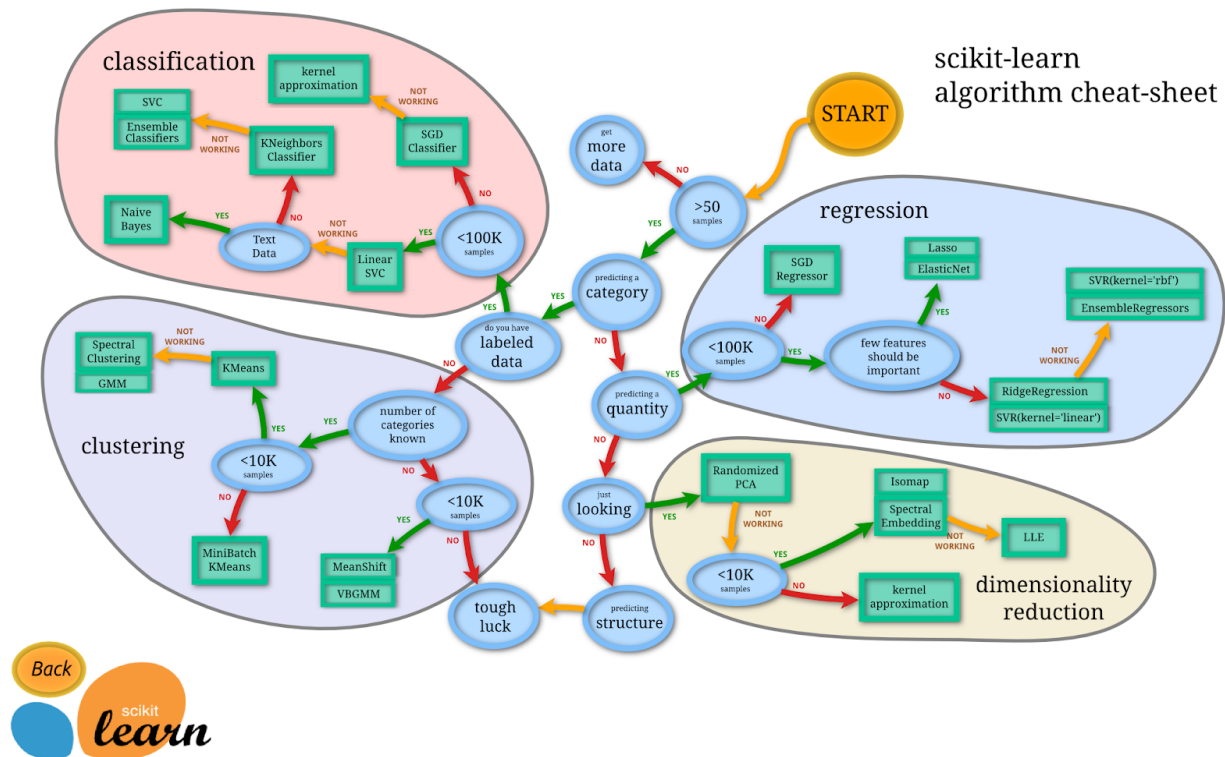 scikit-learn
algorithm cheat-sheet
START
get
more
data
NO
>50
samples
YES
predicting a
category
YES
NO
do you have
labeled
data
YES
NO
predicting a
quantity
YES
NO
just
looking
YES
NO
predicting
structure
tough
luck
classification
kernel
approximation
NOT
WORKING
SGD
Classifier
NO
<100K
samples
YES
Linear
SVC
NOT
WORKING
Text
Data
YES
Naive
Bayes
NO
KNeighbors
Classifier
NOT
WORKING
SVC
Ensemble
Classifiers
regression
<100K
samples
NO
SGD
Regressor
YES
few features
should be
important
YES
Lasso
ElasticNet
NO
RidgeRegression
SVR(kernel='linear')
NOT
WORKING
SVR(kernel='rbf')
EnsembleRegressors
clustering
number of
categories
known
YES
<10K
samples
YES
KMeans
NOT
WORKING
Spectral
Clustering
GMM
NO
MiniBatch
KMeans
NO
<10K
samples
YES
MeanShift
VBGMM
NO
dimensionality
reduction
Randomized
PCA
NOT
WORKING
<10K
samples
YES
Isomap
Spectral
Embedding
NOT
WORKING
LLE
NO
kernel
approximation
Back
scikit
learn